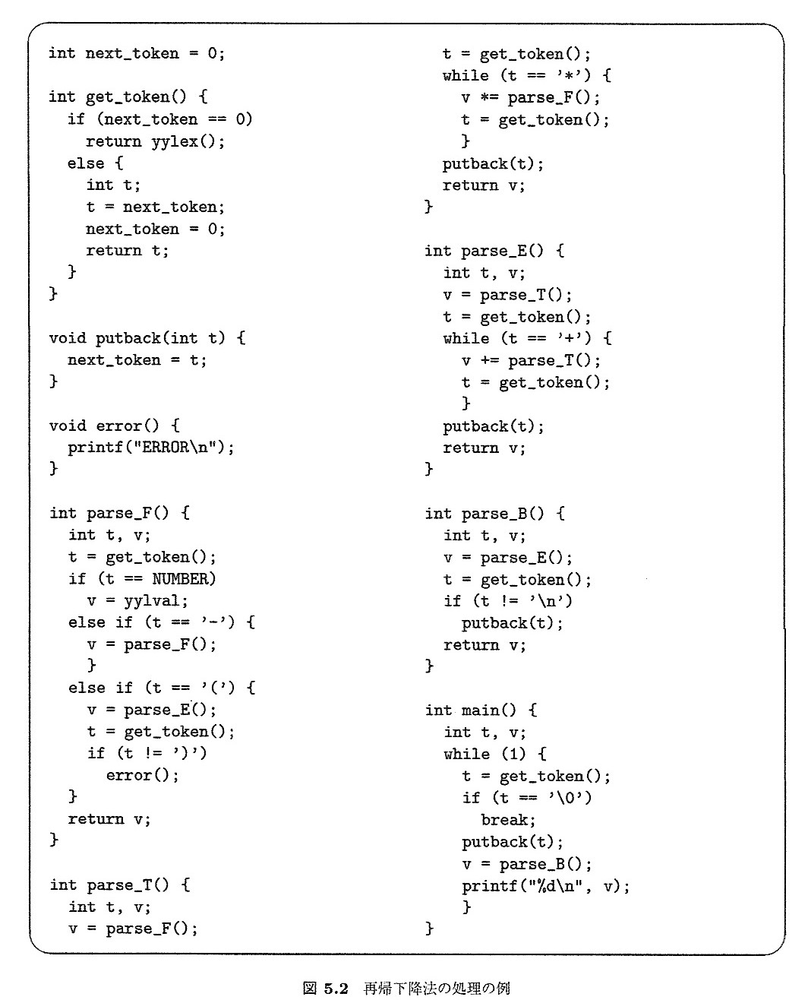 int next_token = 0;

int get_token() {
  if (next_token == 0)
    return yylex();
  else {
    int t;
    t = next_token;
    next_token = 0;
    return t;
  }
}

void putback(int t) {
  next_token = t;
}

void error() {
  printf("ERROR\n");
}

int parse_F() {
  int t, v;
  t = get_token();
  if (t == NUMBER)
    v = yylval;
  else if (t == '-') {
    v = parse_F();
    }
  else if (t == '(') {
    v = parse_E();
    t = get_token();
    if (t != ')')
      error();
  }
  return v;
}

int parse_T() {
  int t, v;
  v = parse_F();
  t = get_token();
  while (t == '*') {
    v *= parse_F();
    t = get_token();
    }
  putback(t);
  return v;
}

int parse_E() {
  int t, v;
  v = parse_T();
  t = get_token();
  while (t == '+') {
    v += parse_T();
    t = get_token();
    }
  putback(t);
  return v;
}

int parse_B() {
  int t, v;
  v = parse_E();
  t = get_token();
  if (t != '\n')
    putback(t);
  return v;
}

int main() {
  int t, v;
  while (1) {
    t = get_token();
    if (t == '\0')
      break;
    putback(t);
    v = parse_B();
    printf("%d\n", v);
    }
}

図 5.2 再帰下降法の処理の例